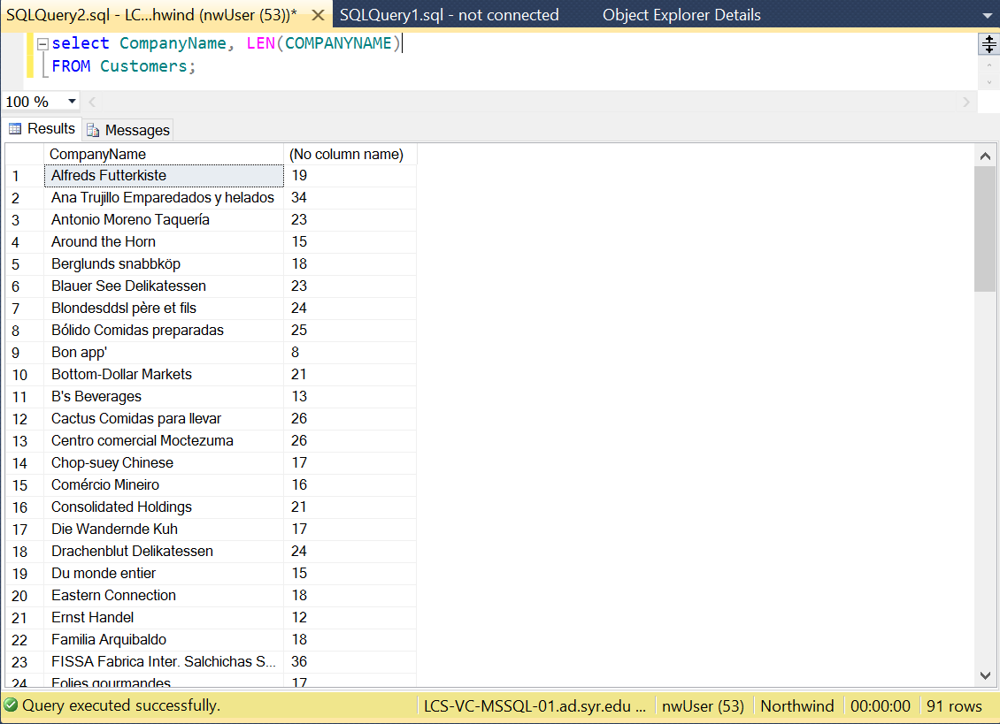 SQLQuery2.sql - LC...hwind (nwUser (53))* SQLQuery1.sql - not connected Object Explorer Details
select CompanyName, LEN(COMPANYNAME)
FROM Customers;
100 %
Results Messages
CompanyName (No column name)
1 Alfreds Futterkiste 19
2 Ana Trujillo Emparedados y helados 34
3 Antonio Moreno Taquería 23
4 Around the Horn 15
5 Berglunds snabbköp 18
6 Blauer See Delikatessen 23
7 Blondesddsl père et fils 24
8 Bólido Comidas preparadas 25
9 Bon app' 8
10 Bottom-Dollar Markets 21
11 B's Beverages 13
12 Cactus Comidas para llevar 26
13 Centro comercial Moctezuma 26
14 Chop-suey Chinese 17
15 Comércio Mineiro 16
16 Consolidated Holdings 21
17 Die Wandernde Kuh 17
18 Drachenblut Delikatessen 24
19 Du monde entier 15
20 Eastern Connection 18
21 Ernst Handel 12
22 Familia Arquibaldo 18
23 FISSA Fabrica Inter. Salchichas S... 36
24 Folies gourmandes 17
Query executed successfully. LCS-VC-MSSQL-01.ad.syr.edu ... nwUser (53) Northwind 00:00:00 91 rows